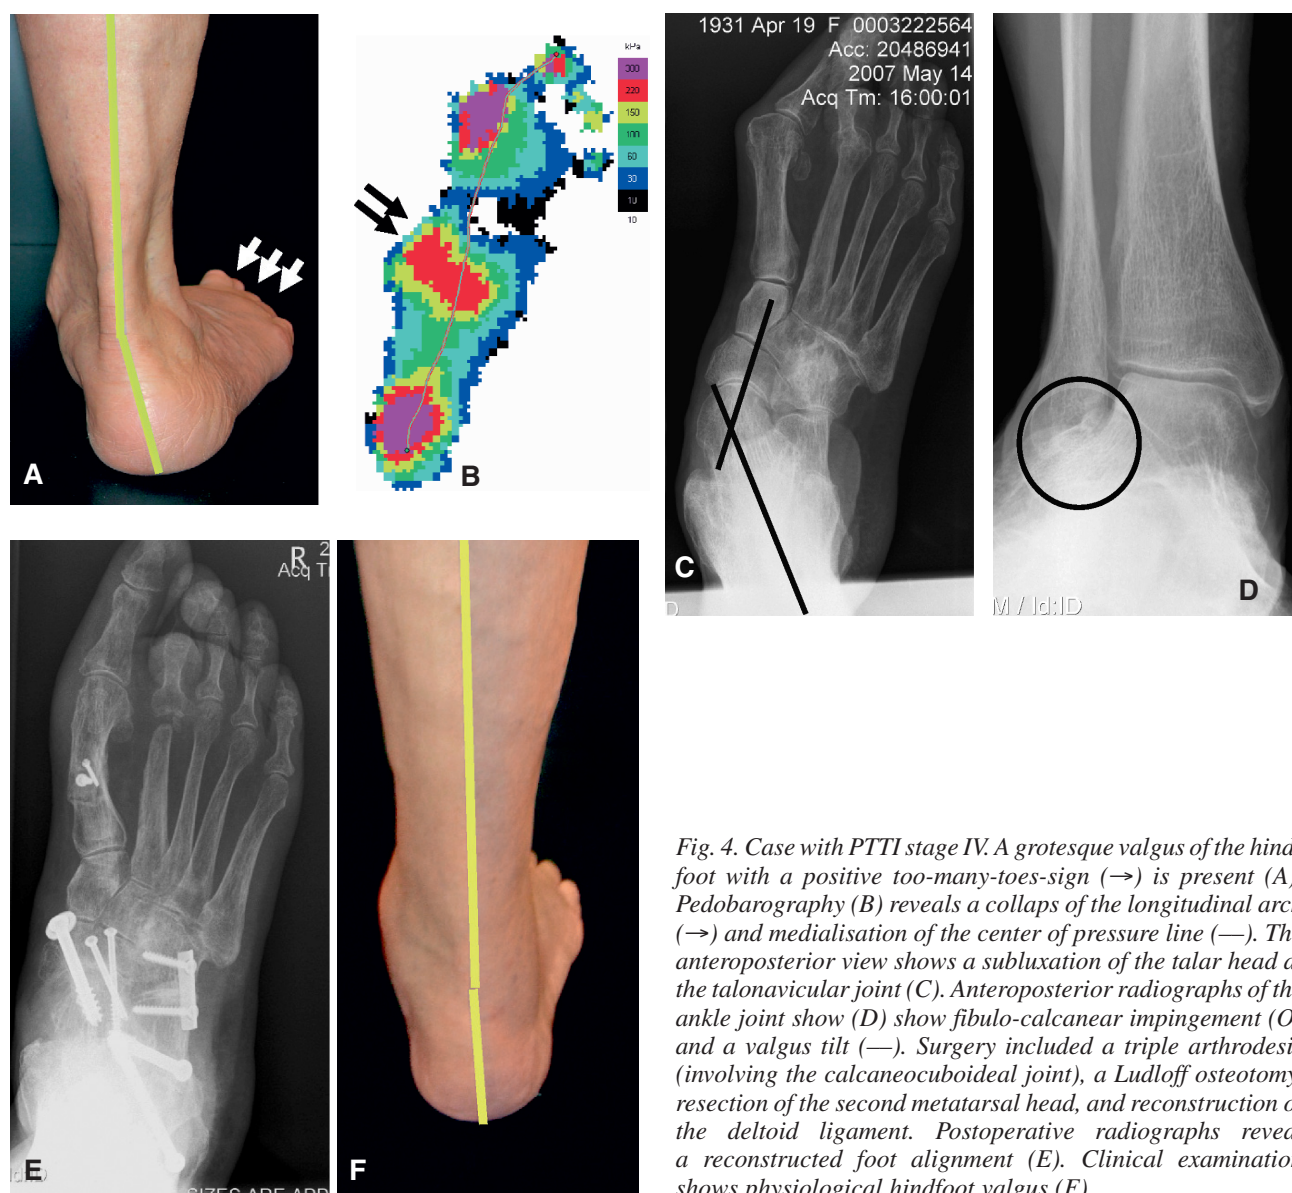 A
kPa
300
220
150
100
60
30
10
10
B
1931 Apr 19 F 0003222564
Acc: 20486941
2007 May 14
Acq Tm: 16:00:01
C
D
M / Id:ID
D
R 2
Acq Ti
E
F
Fig. 4. Case with PTTI stage IV. A grotesque valgus of the hind
foot with a positive too-many-toes-sign (→) is present (A)
Pedobarography (B) reveals a collaps of the longitudinal arc
(→) and medialisation of the center of pressure line (—). Th
anteroposterior view shows a subluxation of the talar head a
the talonavicular joint (C). Anteroposterior radiographs of th
ankle joint show (D) show fibulo-calcanear impingement (O
and a valgus tilt (—). Surgery included a triple arthrodesi
(involving the calcaneocuboideal joint), a Ludloff osteotomy
resection of the second metatarsal head, and reconstruction o
the deltoid ligament. Postoperative radiographs revea
a reconstructed foot alignment (E). Clinical examination
shows physiological hindfoot valgus (F)